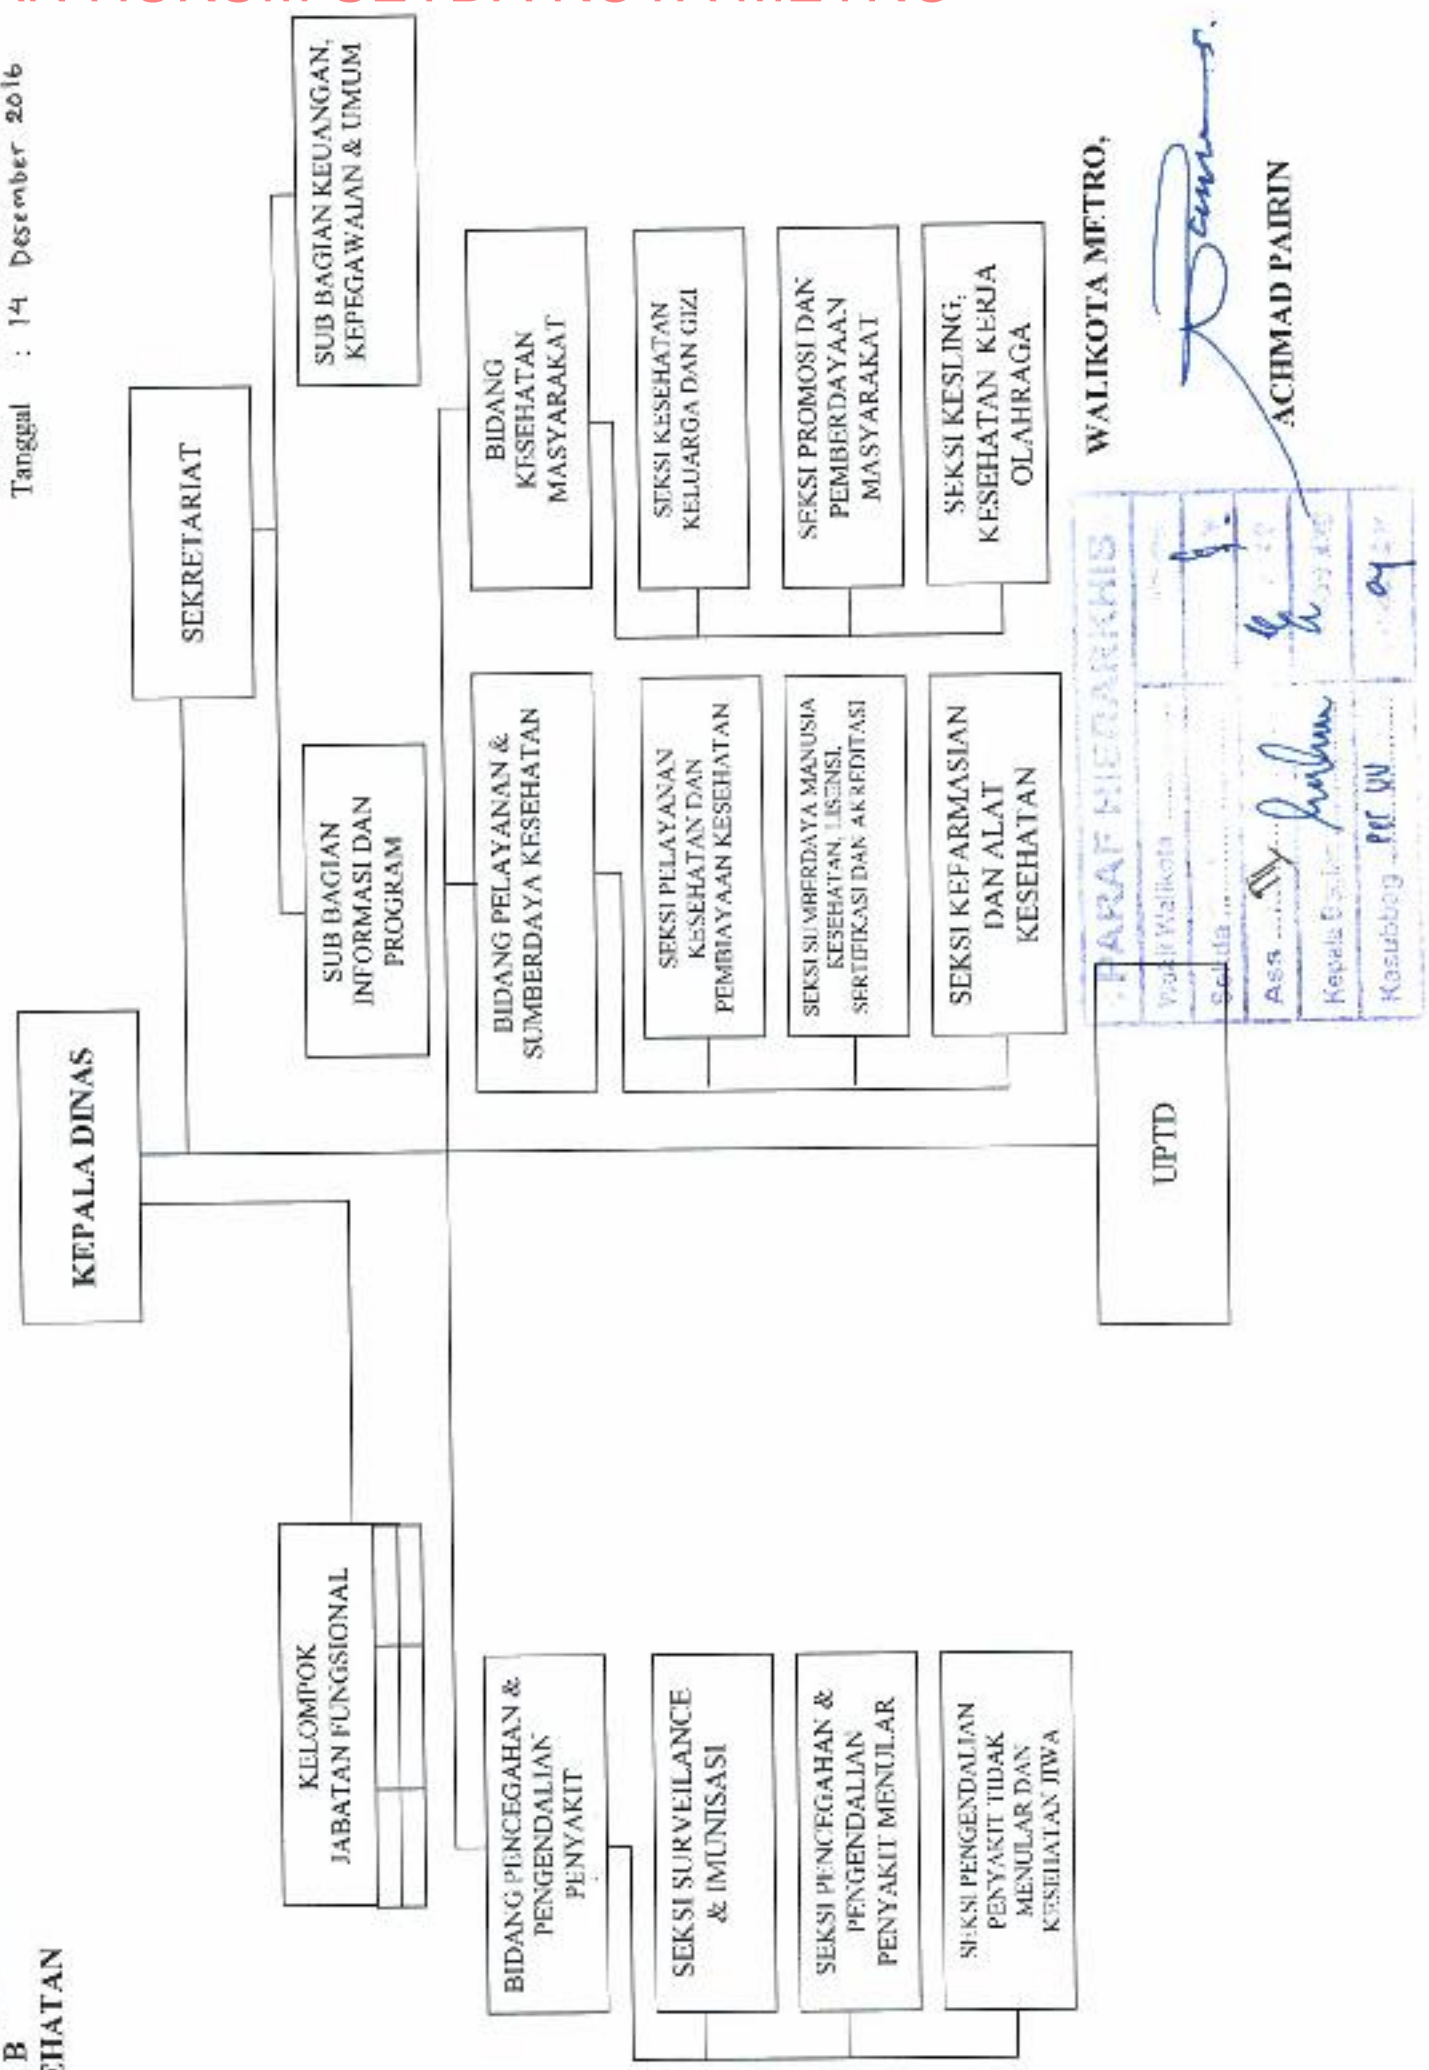 B
Tanggal : 14 Desember 2016
KEPALA DINAS
SEKRETARIAT
KELOMPOK
JABATAN FUNGSIONAL
SUB BAGIAN
INFORMASI DAN
PROGRAM
SUB BAGIAN KEUANGAN,
KEPEGAWAIAN & UMUM
BIDANG PENCEGAHAN &
PENGENDALIAN
PENYAKIT
BIDANG PELAYANAN &
SUMBERDAYA KESEHATAN
BIDANG
KESEHATAN
MASYARAKAT
SEKSI SURVEILANCE
& IMUNISASI
SEKSI PELAYANAN
KESEHATAN DAN
PEMBIAYAAN KESEHATAN
SEKSI KESEHATAN
KELUARGA DAN GIZI
SEKSI PENCEGAHAN &
PENGENDALIAN
PENYAKIT MENULAR
SEKSI SUMBERDAYA MANUSIA
KESEHATAN, LISENSI,
SERTIFIKASI DAN AKREDITASI
SEKSI PROMOSI DAN
PEMBERDAYAAN
MASYARAKAT
SEKSI PENGENDALIAN
PENYAKIT TIDAK
MENULAR DAN
KESEHATAN JIWA
SEKSI KEFARMASIAN
DAN ALAT
KESEHATAN
SEKSI KESLING,
KESEHATAN KERJA
OLAHRAGA
UPTD
PARAF HIERARKHIS
Wakil Walikota
Sekda
Ass
Kepala
Kasubbag
WALIKOTA METRO,
ACHMAD PAIRIN